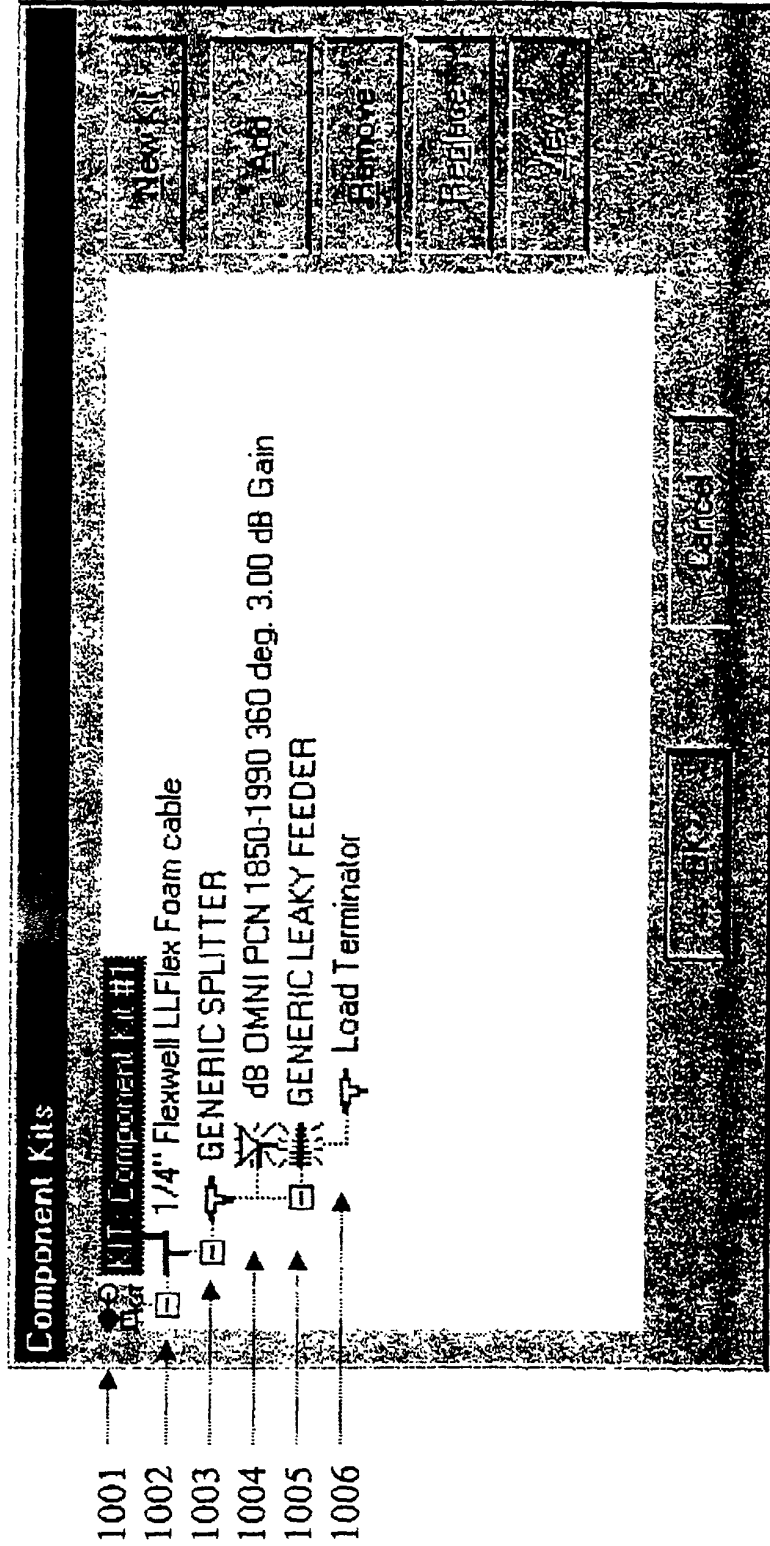 Component Kits
KIT: Component Kit #1
1/4" Flexwell LLFlex Foam cable
GENERIC SPLITTER
dB OMNI PCN 1850-1990 360 deg. 3.00 dB Gain
GENERIC LEAKY FEEDER
Load Terminator
New Kit
Add
Remove
Replace
View
OK
Cancel
1001
1002
1003
1004
1005
1006